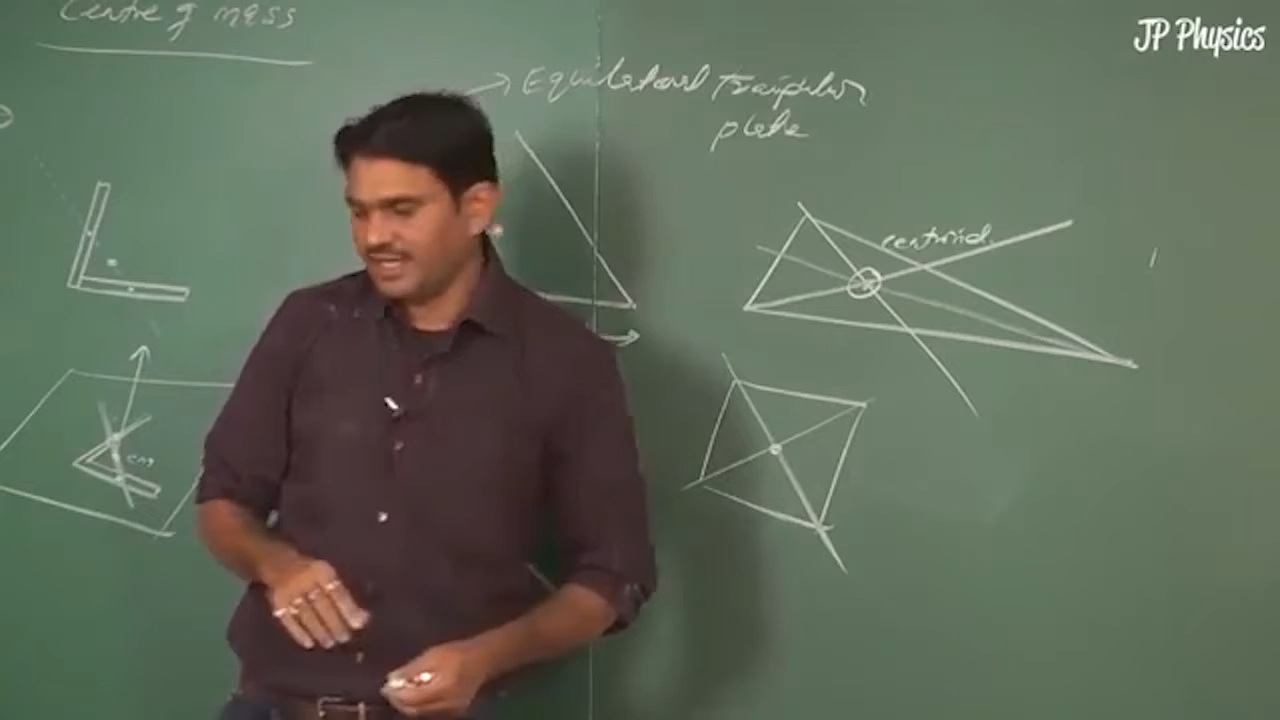 Centre of mass
JP Physics
Equilateral Triangular
plate
centroid
cm